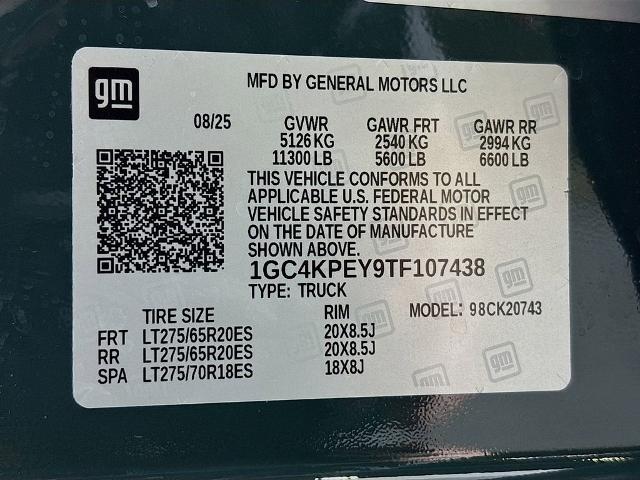 gm
MFD BY GENERAL MOTORS LLC
08/25 GVWR GAWR FRT GAWR RR
5126 KG 2540 KG 2994 KG
11300 LB 5600 LB 6600 LB
THIS VEHICLE CONFORMS TO ALL
APPLICABLE U.S. FEDERAL MOTOR
VEHICLE SAFETY STANDARDS IN EFFECT
ON THE DATE OF MANUFACTURE
SHOWN ABOVE.
1GC4KPEY9TF107438
TYPE: TRUCK
TIRE SIZE RIM MODEL: 98CK20743
FRT LT275/65R20ES 20X8.5J
RR LT275/65R20ES 20X8.5J
SPA LT275/70R18ES 18X8J